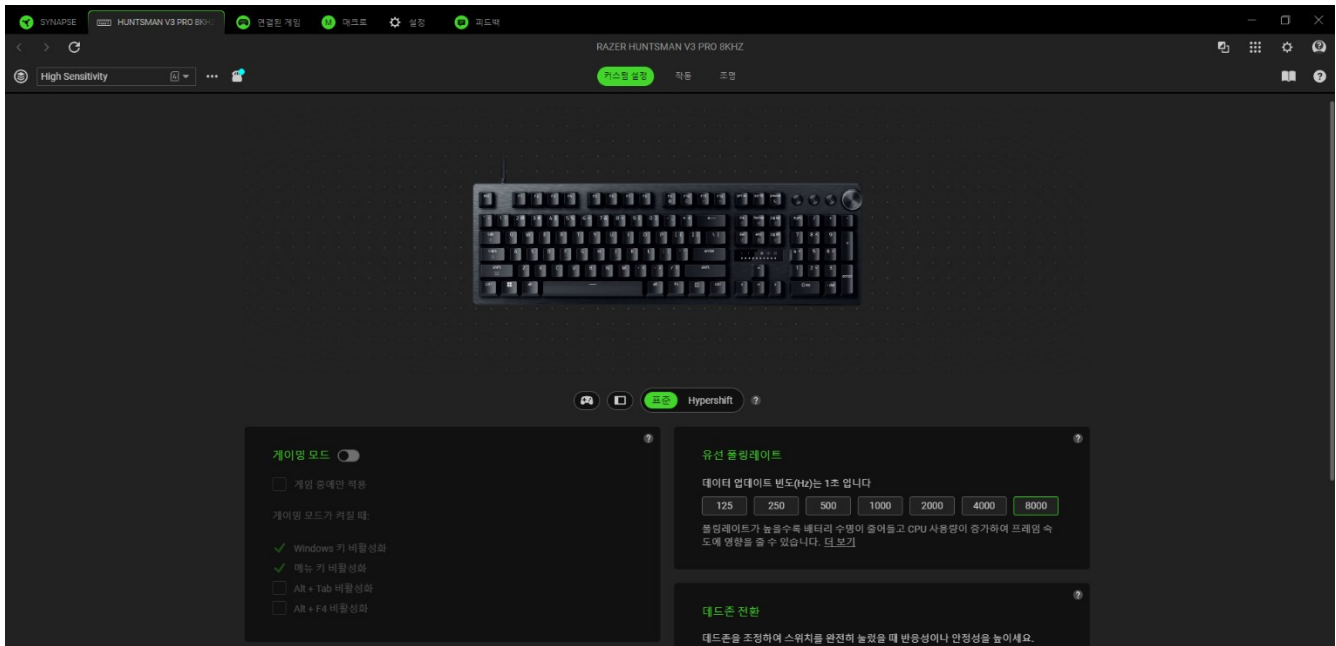 SYNAPSE
HUNTSMAN V3 PRO 8KHZ
연결된 게임
매크로
설정
피드백
RAZER HUNTSMAN V3 PRO 8KHZ
High Sensitivity
커스텀 설정
작동
조명
표준
Hypershift
게이밍 모드
게임 중에만 적용
게이밍 모드가 켜질 때:
Windows 키 비활성화
메뉴 키 비활성화
Alt + Tab 비활성화
Alt + F4 비활성화
유선 폴링레이트
데이터 업데이트 빈도(Hz)는 1초 입니다
125 250 500 1000 2000 4000 8000
폴링레이트가 높을수록 배터리 수명이 줄어들고 CPU 사용량이 증가하여 프레임 속
도에 영향을 줄 수 있습니다. 더 보기
데드존 전환
데드존을 조정하여 스위치를 완전히 눌렀을 때 반응성이나 안정성을 높이세요.